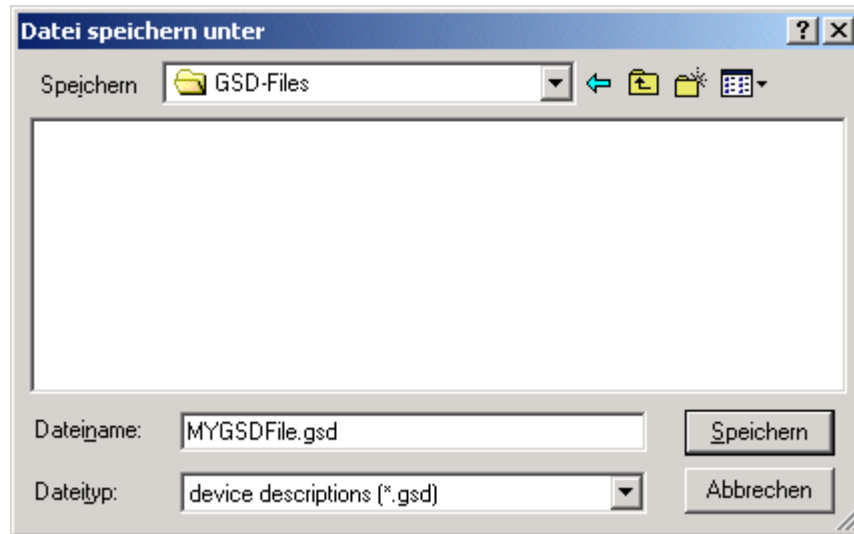 Datei speichern unter
Speichern GSD-Files
Dateiname: MYGSDFile.gsd Speichern
Dateityp: device descriptions (*.gsd) Abbrechen